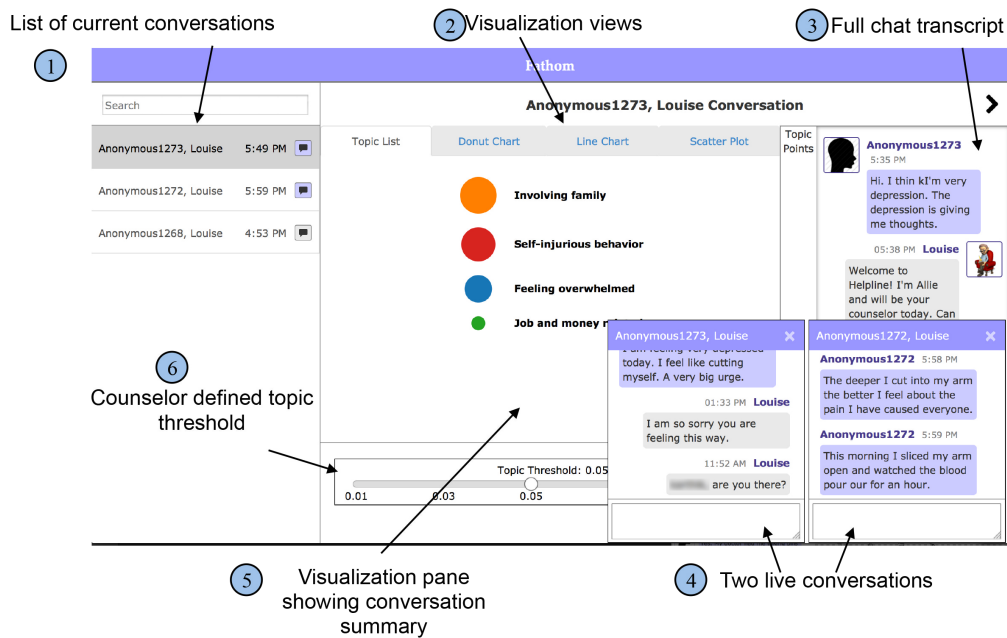 List of current conversations
2
Visualization views
3
Full chat transcript
1
Fathom
Search
Anonymous1273, Louise Conversation
Anonymous1273, Louise 5:49 PM
Anonymous1272, Louise 5:59 PM
Anonymous1268, Louise 4:53 PM
Topic List
Donut Chart
Line Chart
Scatter Plot
Topic
Points
Involving family
Self-injurious behavior
Feeling overwhelmed
Job and money
Anonymous1273
5:35 PM
Hi. I thin kI'm very
depression. The
depression is giving
me thoughts.
05:38 PM Louise
Welcome to
Helpline! I'm Allie
and will be your
counselor today. Can
Anonymous1273, Louise
I am feeling very depressed
today. I feel like cutting
myself. A very big urge.
01:33 PM Louise
I am so sorry you are
feeling this way.
11:52 AM Louise
are you there?
Anonymous1272, Louise
Anonymous1272 5:58 PM
The deeper I cut into my arm
the better I feel about the
pain I have caused everyone.
Anonymous1272 5:59 PM
This morning I sliced my arm
open and watched the blood
pour our for an hour.
6
Counselor defined topic
threshold
Topic Threshold: 0.05
0.01
0.03
0.05
5
Visualization pane
showing conversation
summary
4
Two live conversations